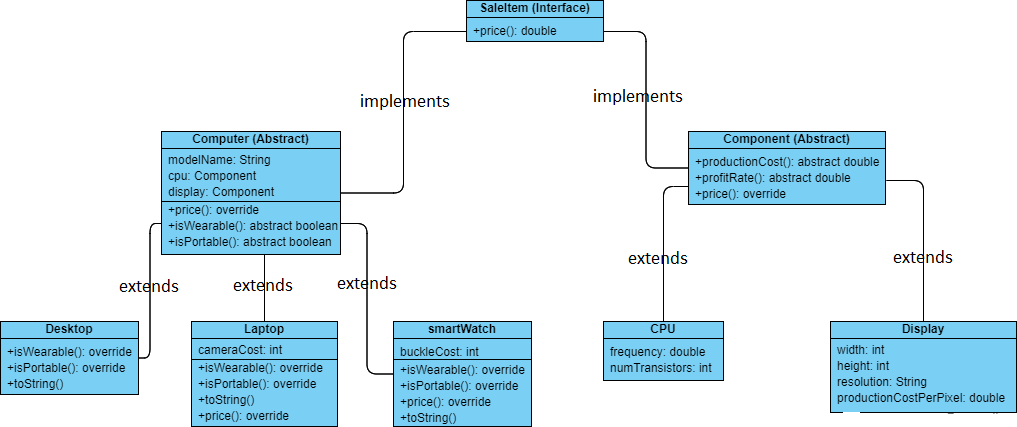 SaleItem (Interface)
+price(): double
implements
implements
Computer (Abstract)
modelName: String
cpu: Component
display: Component
+price(): override
+isWearable(): abstract boolean
+isPortable(): abstract boolean
Component (Abstract)
+productionCost(): abstract double
+profitRate(): abstract double
+price(): override
extends
extends
extends
extends
extends
Desktop
+isWearable(): override
+isPortable(): override
+toString()
Laptop
cameraCost: int
+isWearable(): override
+isPortable(): override
+toString()
+price(): override
smartWatch
buckleCost: int
+isWearable(): override
+isPortable(): override
+price(): override
+toString()
CPU
frequency: double
numTransistors: int
Display
width: int
height: int
resolution: String
productionCostPerPixel: double